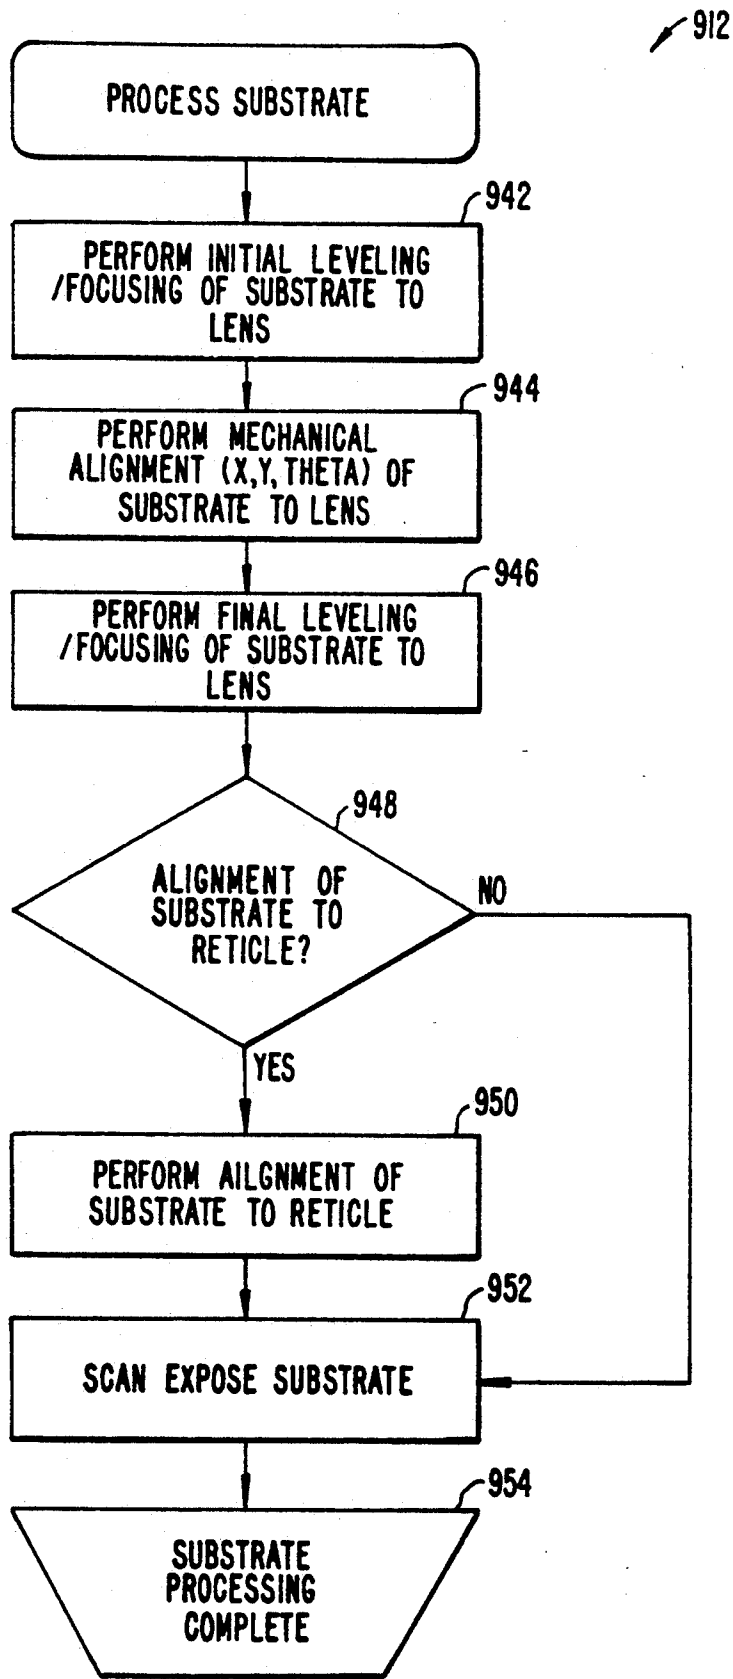 912
PROCESS SUBSTRATE
942
PERFORM INITIAL LEVELING
/FOCUSING OF SUBSTRATE TO
LENS
944
PERFORM MECHANICAL
ALIGNMENT (X,Y,THETA) OF
SUBSTRATE TO LENS
946
PERFORM FINAL LEVELING
/FOCUSING OF SUBSTRATE TO
LENS
948
ALIGNMENT OF
SUBSTRATE TO
RETICLE?
NO
YES
950
PERFORM AILGNMENT OF
SUBSTRATE TO RETICLE
952
SCAN EXPOSE SUBSTRATE
954
SUBSTRATE
PROCESSING
COMPLETE